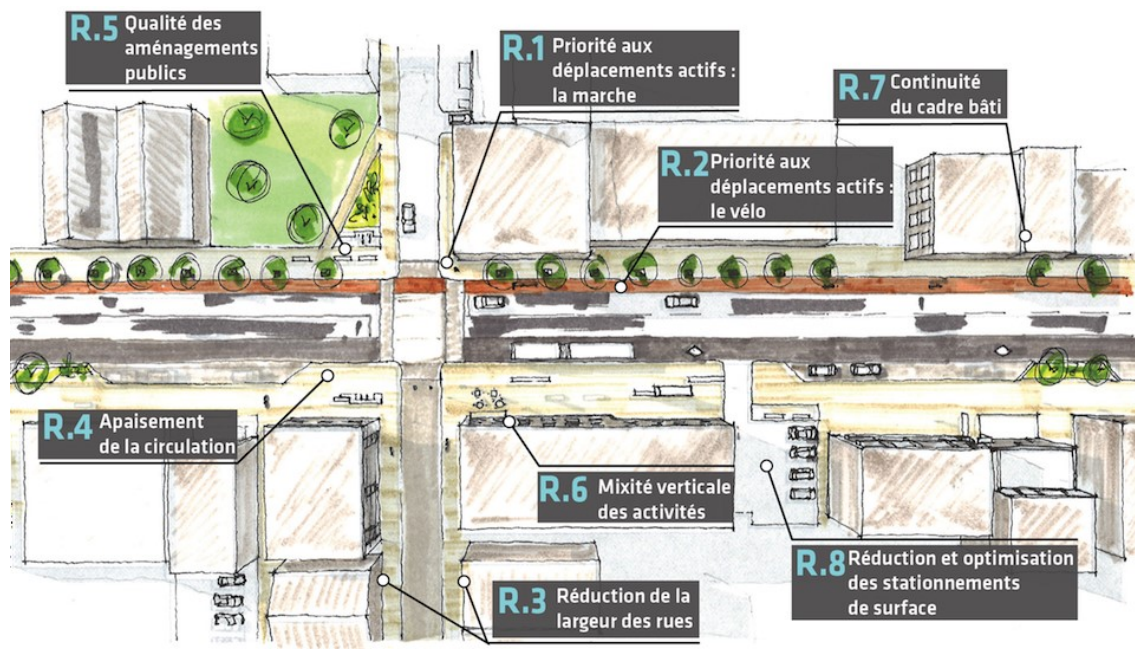 R.5 Qualité des
aménagements
publics
R.1 Priorité aux
déplacements actifs :
la marche
R.7 Continuité
du cadre bâti
R.2 Priorité aux
déplacements actifs :
le vélo
R.4 Apaisement
de la circulation
R.6 Mixité verticale
des activités
R.8 Réduction et optimisation
des stationnements
de surface
R.3 Réduction de la
largeur des rues